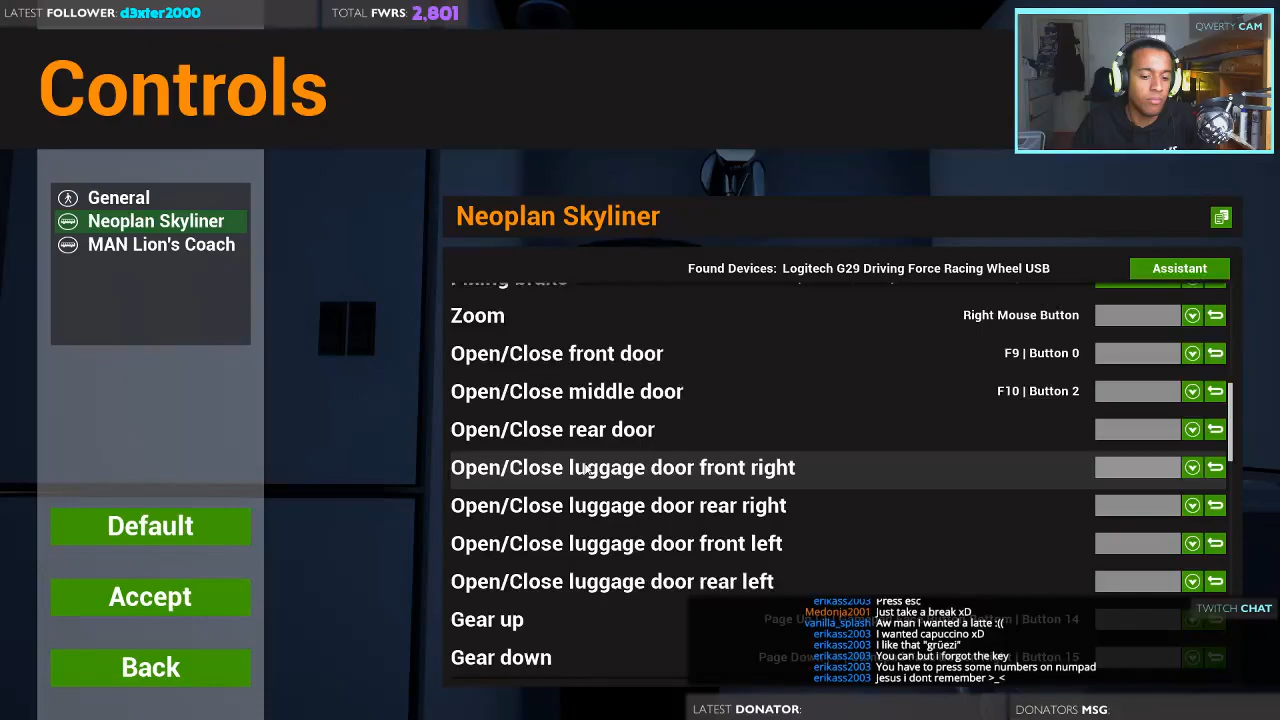 LATEST FOLLOWER: d3xter2000
TOTAL FWRS: 2,801
QWERTY CAM
Controls
General
Neoplan Skyliner
MAN Lion's Coach
Default
Accept
Back
Neoplan Skyliner
Found Devices: Logitech G29 Driving Force Racing Wheel USB
Assistant
Zoom Right Mouse Button
Open/Close front door F9 | Button 0
Open/Close middle door F10 | Button 2
Open/Close rear door
Open/Close luggage door front right
Open/Close luggage door rear right
Open/Close luggage door front left
Open/Close luggage door rear left
Gear up Page Up | Button 14
Gear down Page Down | Button 15
TWITCH CHAT
erikass2003 Press esc
Medonja2001 Just take a break xD
vanilla_splash Aw man I wanted a latte :((
erikass2003 I wanted capuccino xD
erikass2003 I like that "grüezi"
erikass2003 You can but i forgot the key
erikass2003 You have to press some numbers on numpad
erikass2003 Jesus i dont remember >_<
LATEST DONATOR:
DONATORS MSG: